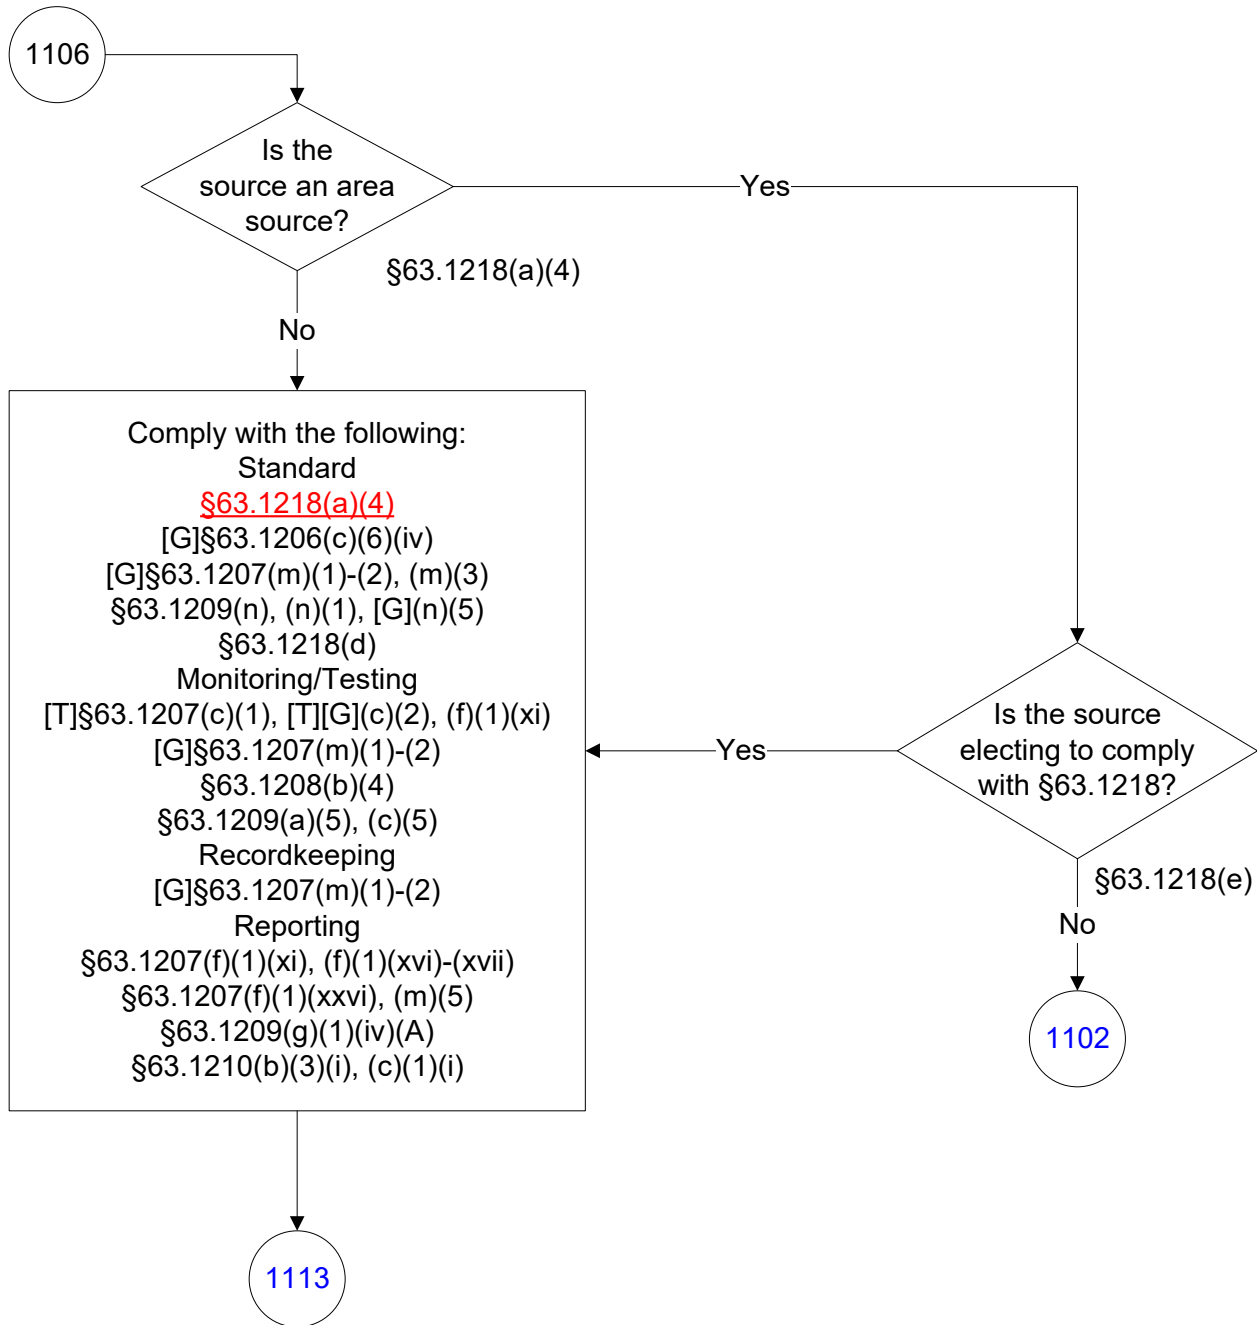 1106
Is the
source an area
source?
Yes
§63.1218(a)(4)
No
Comply with the following:
Standard
§63.1218(a)(4)
[G]§63.1206(c)(6)(iv)
[G]§63.1207(m)(1)-(2), (m)(3)
§63.1209(n), (n)(1), [G](n)(5)
§63.1218(d)
Monitoring/Testing
[T]§63.1207(c)(1), [T][G](c)(2), (f)(1)(xi)
[G]§63.1207(m)(1)-(2)
§63.1208(b)(4)
§63.1209(a)(5), (c)(5)
Recordkeeping
[G]§63.1207(m)(1)-(2)
Reporting
§63.1207(f)(1)(xi), (f)(1)(xvi)-(xvii)
§63.1207(f)(1)(xxvi), (m)(5)
§63.1209(g)(1)(iv)(A)
§63.1210(b)(3)(i), (c)(1)(i)
Yes
Is the source
electing to comply
with §63.1218?
§63.1218(e)
No
1102
1113